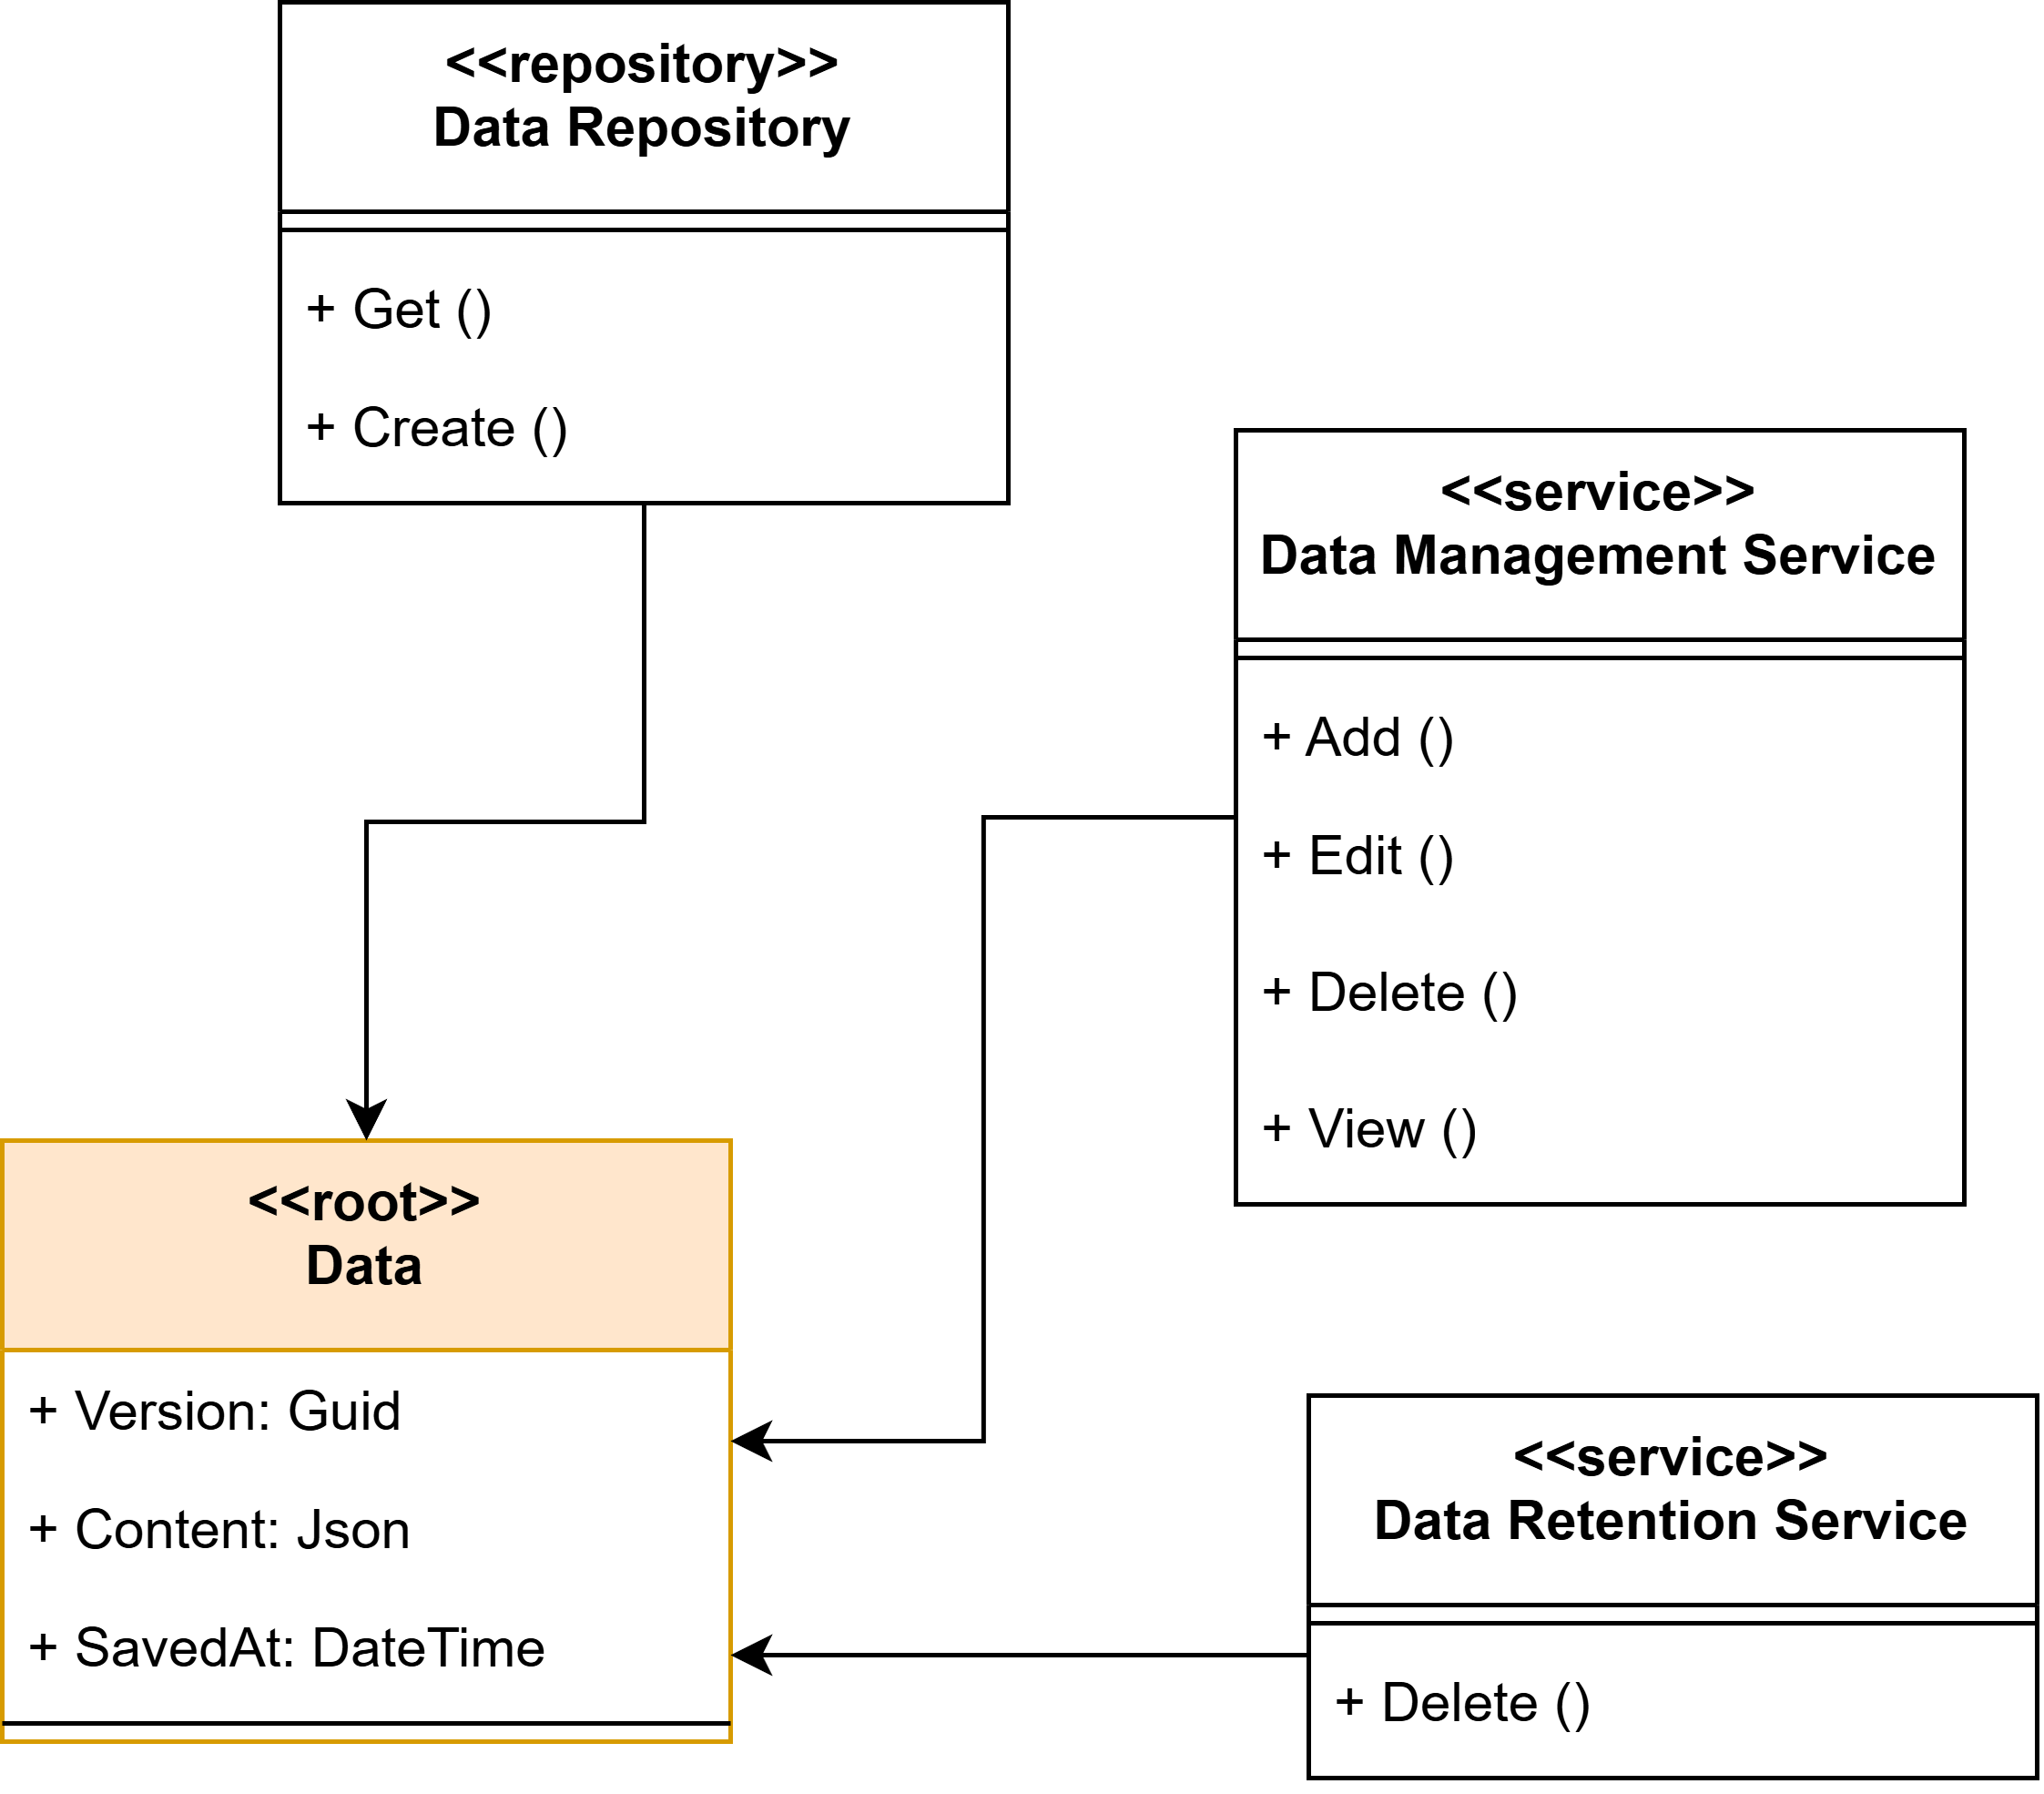 <<repository>>
Data Repository
+ Get ()
+ Create ()
<<service>>
Data Management Service
+ Add ()
+ Edit ()
+ Delete ()
+ View ()
<<root>>
Data
+ Version: Guid
+ Content: Json
+ SavedAt: DateTime
<<service>>
Data Retention Service
+ Delete ()